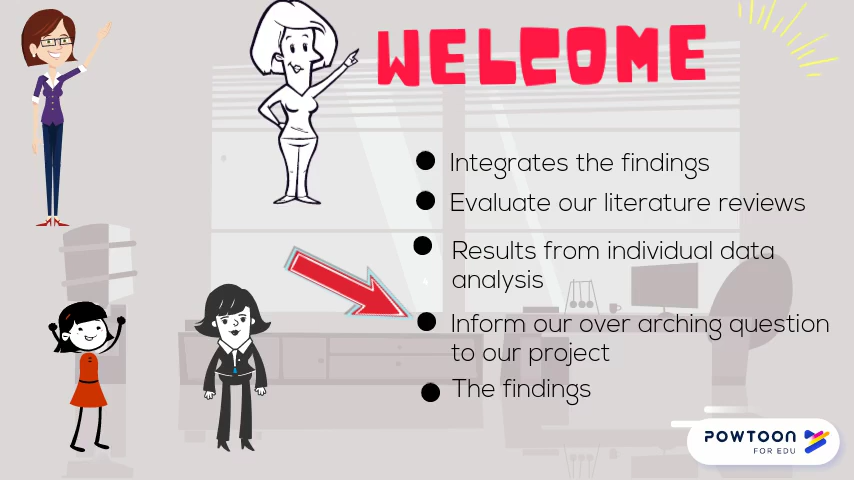 WELCOME
Integrates the findings
Evaluate our literature reviews
Results from individual data
analysis
Inform our over arching question
to our project
The findings
POWTOON
FOR EDU